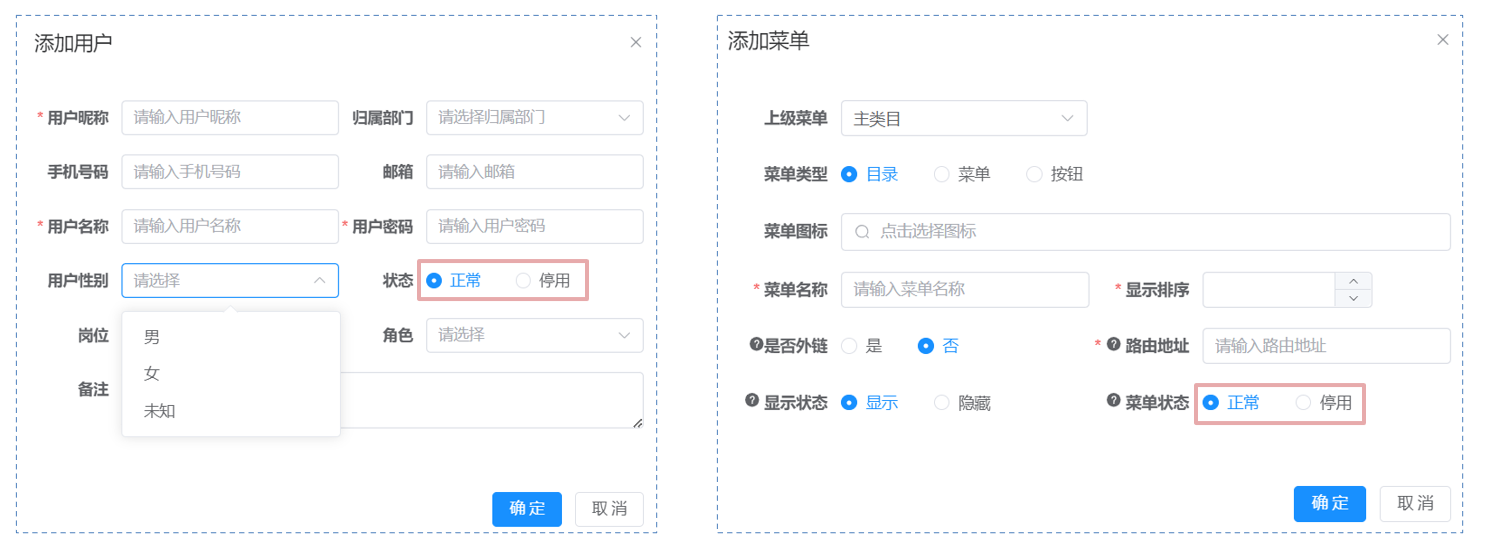 添加用户
* 用户昵称 请输入用户昵称 归属部门 请选择归属部门
手机号码 请输入手机号码 邮箱 请输入邮箱
* 用户名称 请输入用户名称 * 用户密码 请输入用户密码
用户性别 请选择 状态 正常 停用
岗位 角色 请选择
男
女
备注
未知
确定 取消
添加菜单
上级菜单 主类目
菜单类型 目录 菜单 按钮
菜单图标 点击选择图标
* 菜单名称 请输入菜单名称 * 显示排序
?是否外链 是 否 * ? 路由地址 请输入路由地址
? 显示状态 显示 隐藏 ? 菜单状态 正常 停用
确定 取消